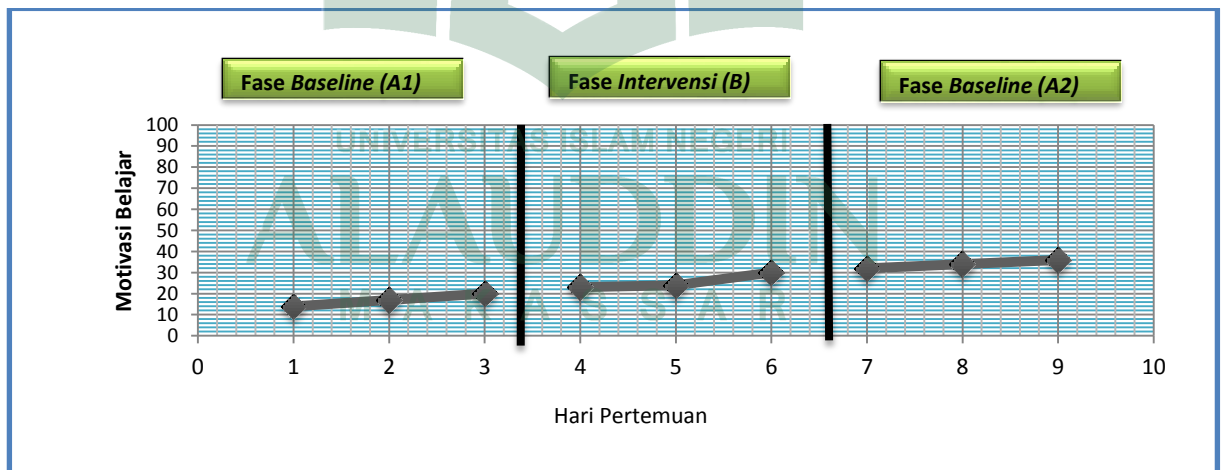 Fase Baseline (A1)
Fase Intervensi (B)
Fase Baseline (A2)
UNIVERSITAS ISLAM NEGERI
ALAUDDIN
M A K A S S A R
Motivasi Belajar
100
90
80
70
60
50
40
30
20
10
0
0 1 2 3 4 5 6 7 8 9 10
Hari Pertemuan